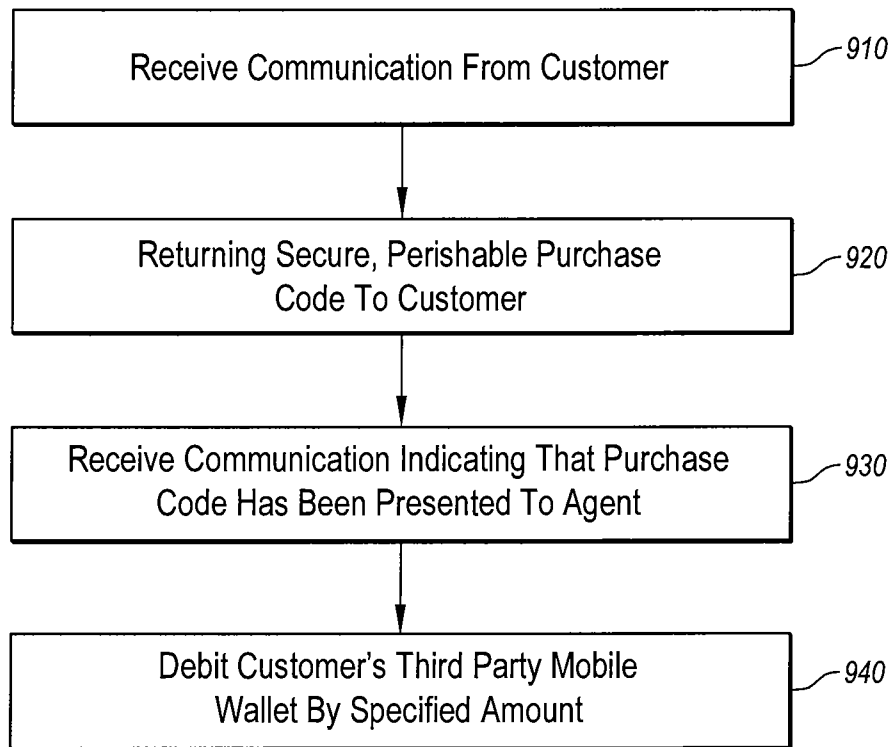 Receive Communication From Customer
910
Returning Secure, Perishable Purchase
Code To Customer
920
Receive Communication Indicating That Purchase
Code Has Been Presented To Agent
930
Debit Customer's Third Party Mobile
Wallet By Specified Amount
940